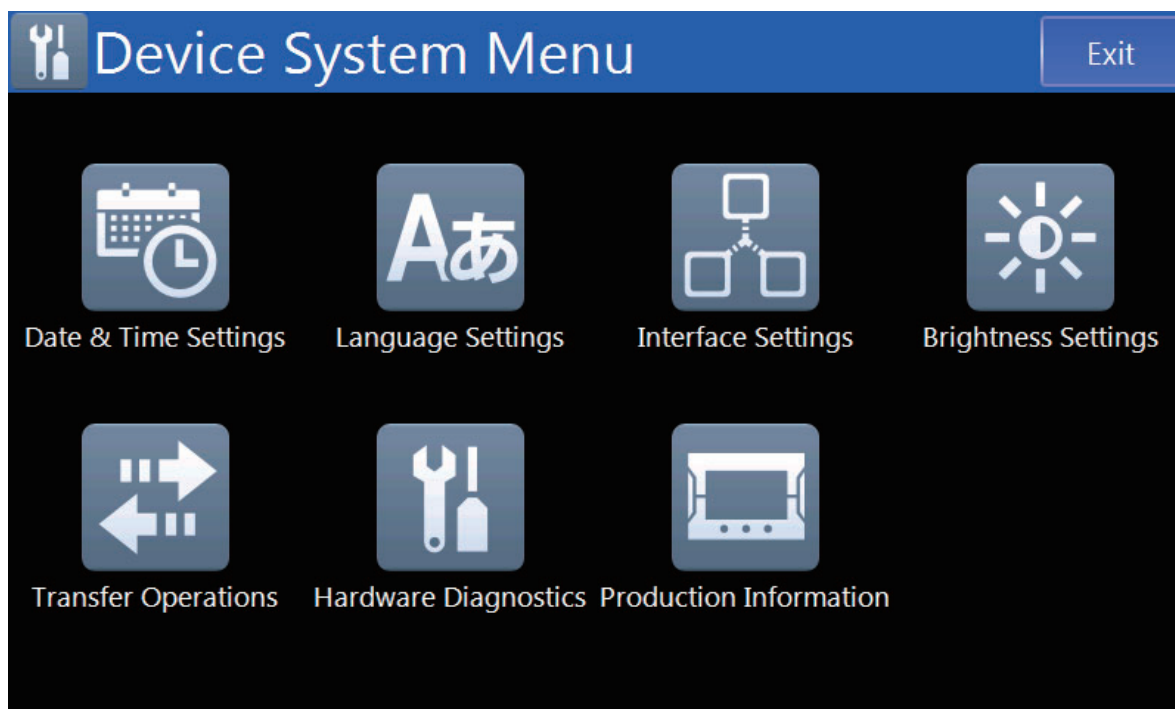 Device System Menu
Exit
Aあ
Date & Time Settings
Language Settings
Interface Settings
Brightness Settings
Transfer Operations
Hardware Diagnostics
Production Information